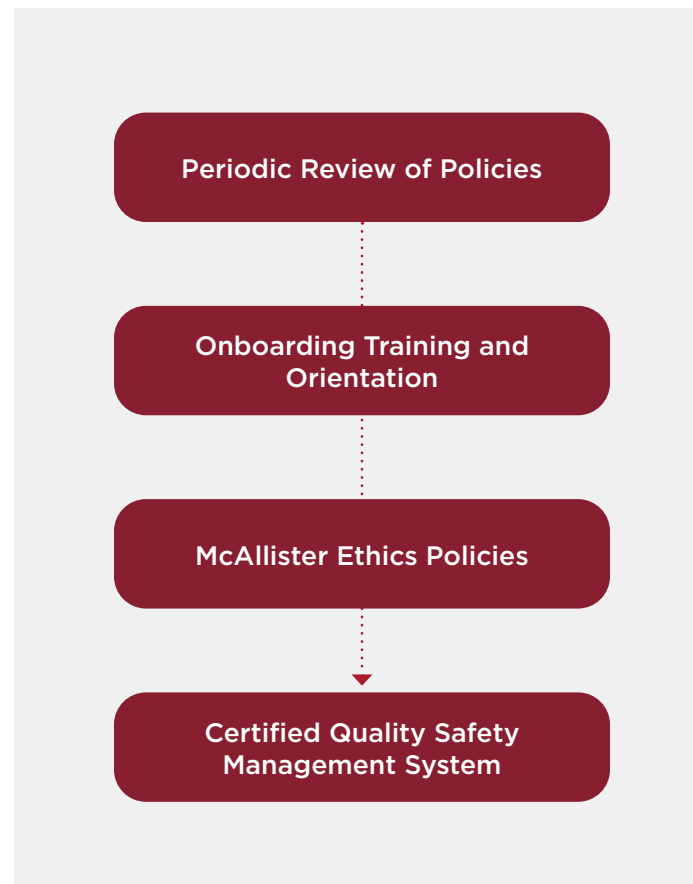 Periodic Review of Policies
Onboarding Training and
Orientation
McAllister Ethics Policies
Certified Quality Safety
Management System